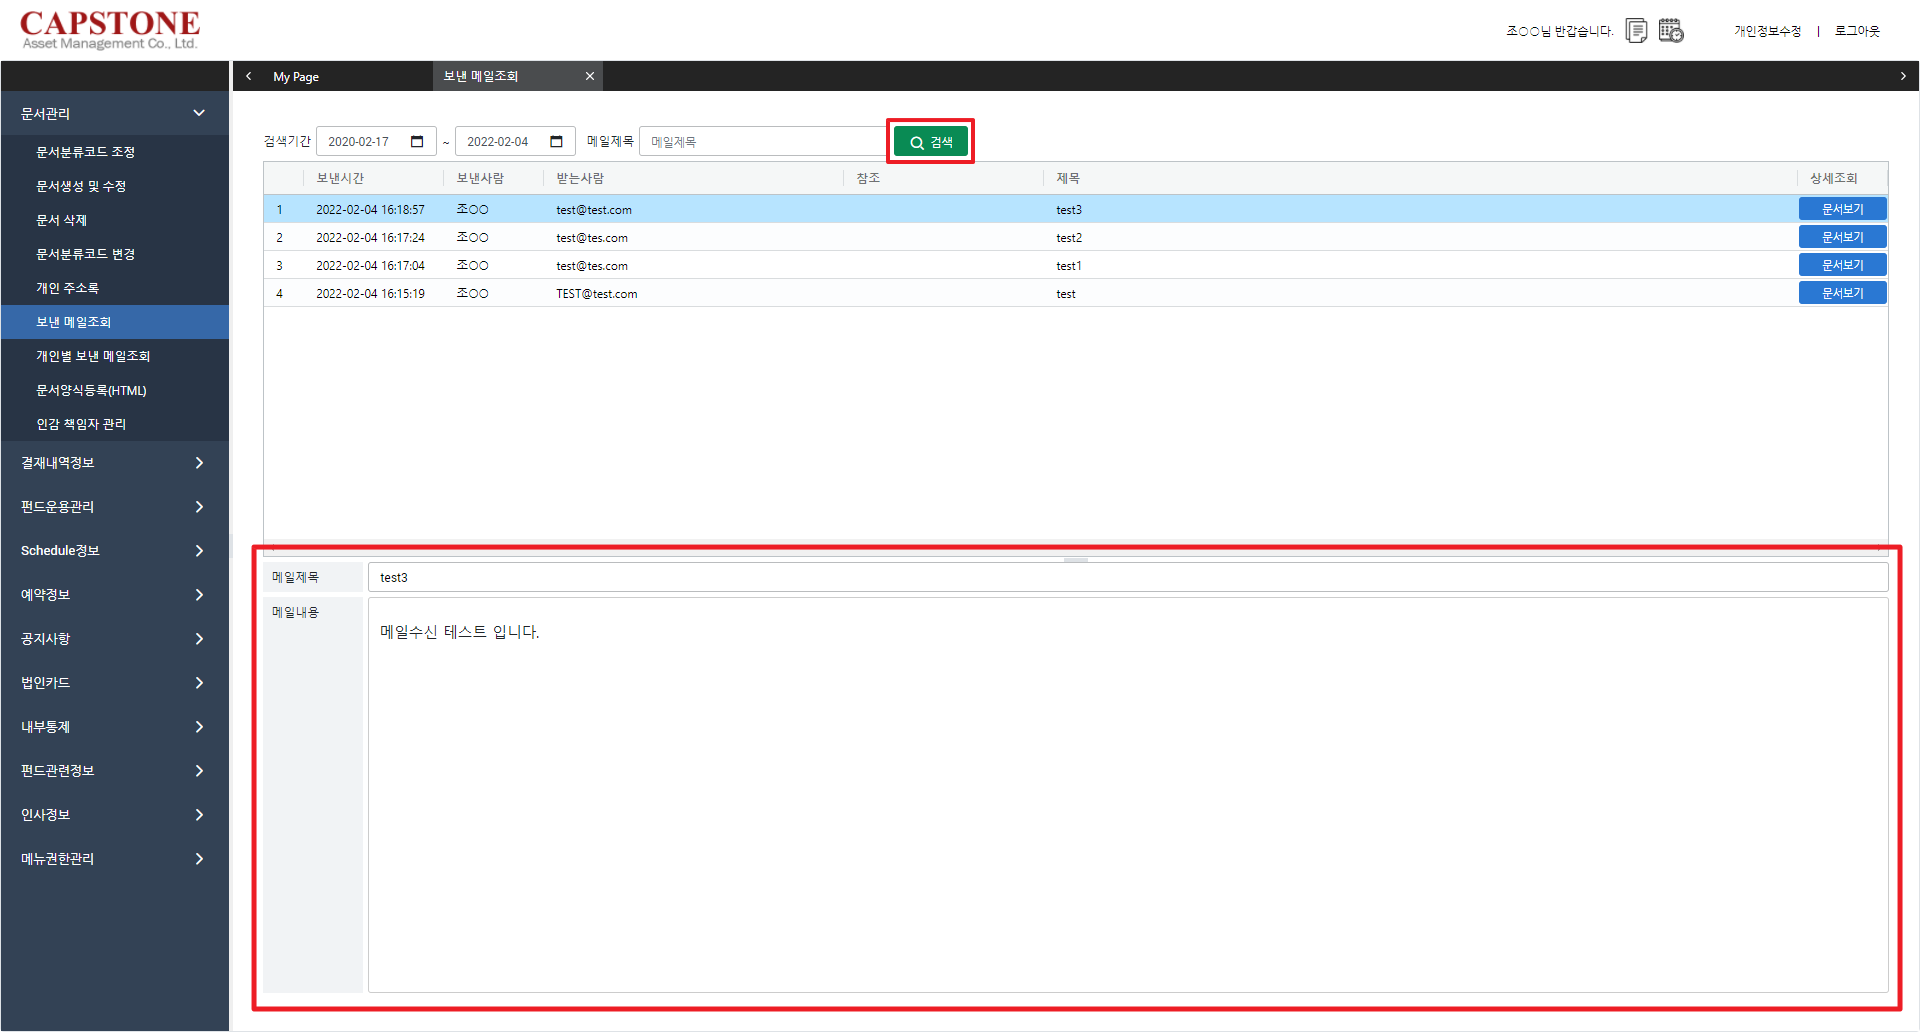 CAPSTONE
Asset Management Co., Ltd.
조○○님 반갑습니다.
개인정보수정 | 로그아웃
My Page
보낸 메일조회
문서관리
문서분류코드 조정
문서생성 및 수정
문서 삭제
문서분류코드 변경
개인 주소록
보낸 메일조회
개인별 보낸 메일조회
문서양식등록(HTML)
인감 책임자 관리
결재내역정보
펀드운용관리
Schedule정보
예약정보
공지사항
법인카드
내부통제
펀드관련정보
인사정보
메뉴권한관리
검색기간 2020-02-17 ~ 2022-02-04 메일제목 메일제목 검색
보낸시간 보낸사람 받는사람 참조 제목 상세조회
1 2022-02-04 16:18:57 조○○ test@test.com test3 문서보기
2 2022-02-04 16:17:24 조○○ test@tes.com test2 문서보기
3 2022-02-04 16:17:04 조○○ test@tes.com test1 문서보기
4 2022-02-04 16:15:19 조○○ TEST@test.com test 문서보기
메일제목 test3
메일내용
메일수신 테스트 입니다.